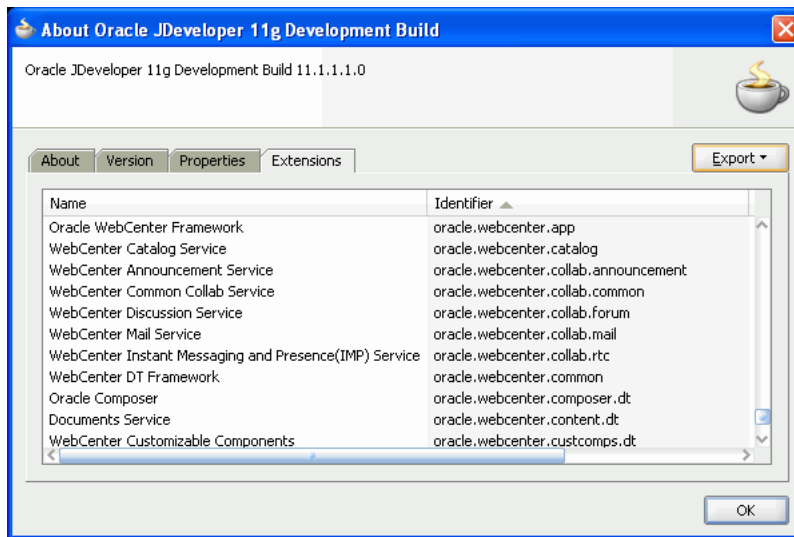 About Oracle JDeveloper 11g Development Build
Oracle JDeveloper 11g Development Build 11.1.1.1.0
About Version Properties Extensions Export
Name Identifier
Oracle WebCenter Framework oracle.webcenter.app
WebCenter Catalog Service oracle.webcenter.catalog
WebCenter Announcement Service oracle.webcenter.collab.announcement
WebCenter Common Collab Service oracle.webcenter.collab.common
WebCenter Discussion Service oracle.webcenter.collab.forum
WebCenter Mail Service oracle.webcenter.collab.mail
WebCenter Instant Messaging and Presence(IMP) Service oracle.webcenter.collab.rtc
WebCenter DT Framework oracle.webcenter.common
Oracle Composer oracle.webcenter.composer.dt
Documents Service oracle.webcenter.content.dt
WebCenter Customizable Components oracle.webcenter.custcomps.dt
OK